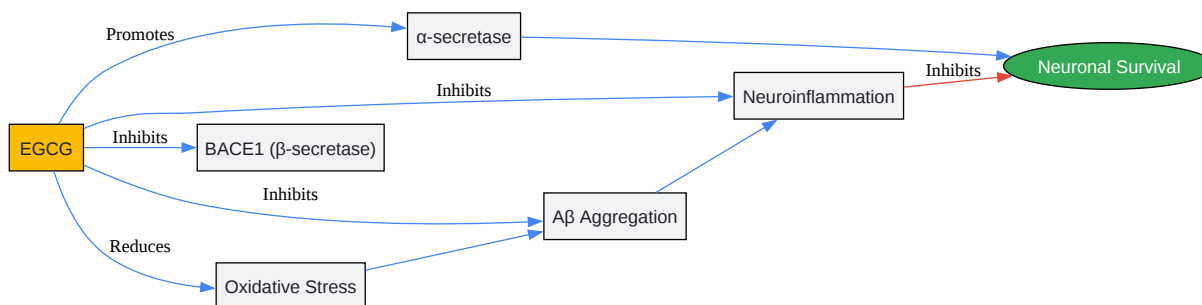 Promotes
α-secretase
Inhibits
Neuronal Survival
Inhibits
Neuroinflammation
EGCG
Inhibits
BACE1 (β-secretase)
Inhibits
Aβ Aggregation
Reduces
Oxidative Stress